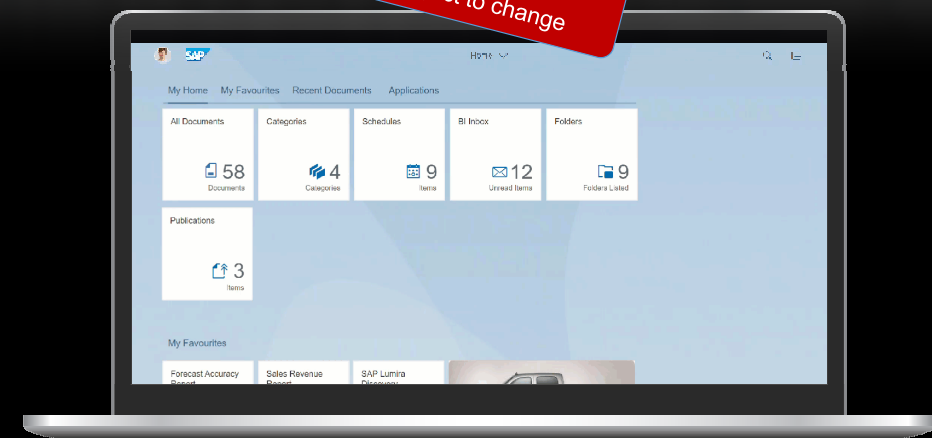 to change
SAP
Home
My Home My Favourites Recent Documents Applications
All Documents
58
Documents
Categories
4
Categories
Schedules
9
Items
BI Inbox
12
Unread Items
Folders
9
Folders Listed
Publications
3
Items
My Favourites
Forecast Accuracy
Report
Sales Revenue
Report
SAP Lumira
Discovery